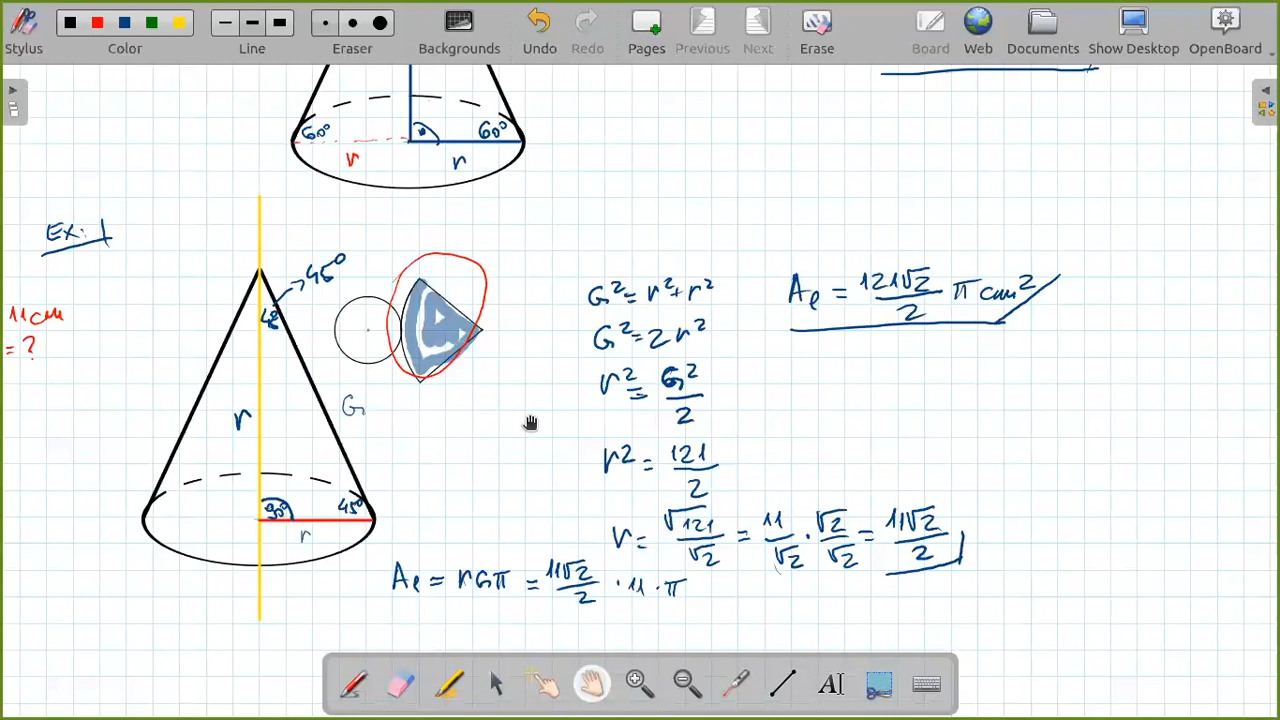 Stylus
Color
Line
Eraser
Backgrounds
Undo
Redo
Pages
Previous
Next
Erase
Board
Web
Documents
Show Desktop
OpenBoard
60°
60°
r
r
Ex: 1
45°
11cm
= ?
r
G
90°
45°
r
G² = r² + r²
G² = 2r²
r² = G²/2
r² = 121/2
r = √121/√2 = 11/√2 · √2/√2 = 11√2/2
Aℓ = rGπ = 11√2/2 · 11 · π
Aℓ = 121√2/2 π cm²
AI